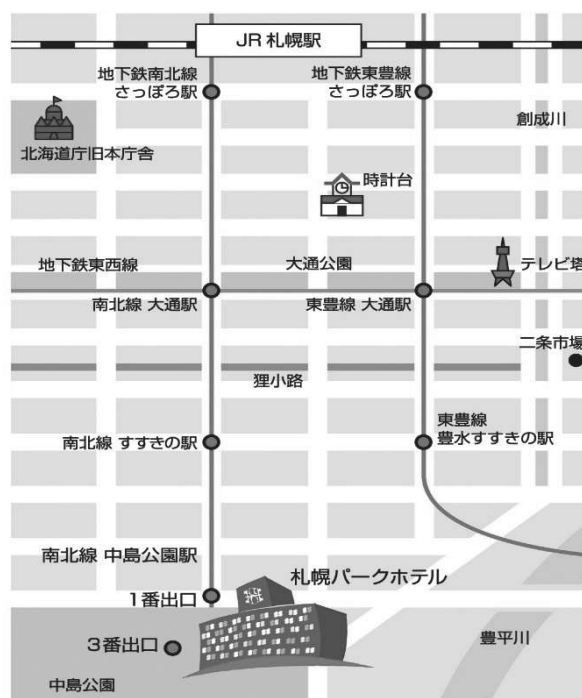 JR 札幌駅
地下鉄南北線
さっぽろ駅
地下鉄東豊線
さっぽろ駅
創成川
北海道庁旧本庁舎
時計台
地下鉄東西線
大通公園
テレビ塔
南北線 大通駅
東豊線 大通駅
二条市場
狸小路
南北線 すすきの駅
東豊線
豊水すすきの駅
南北線 中島公園駅
札幌パークホテル
1番出口
3番出口
豊平川
中島公園